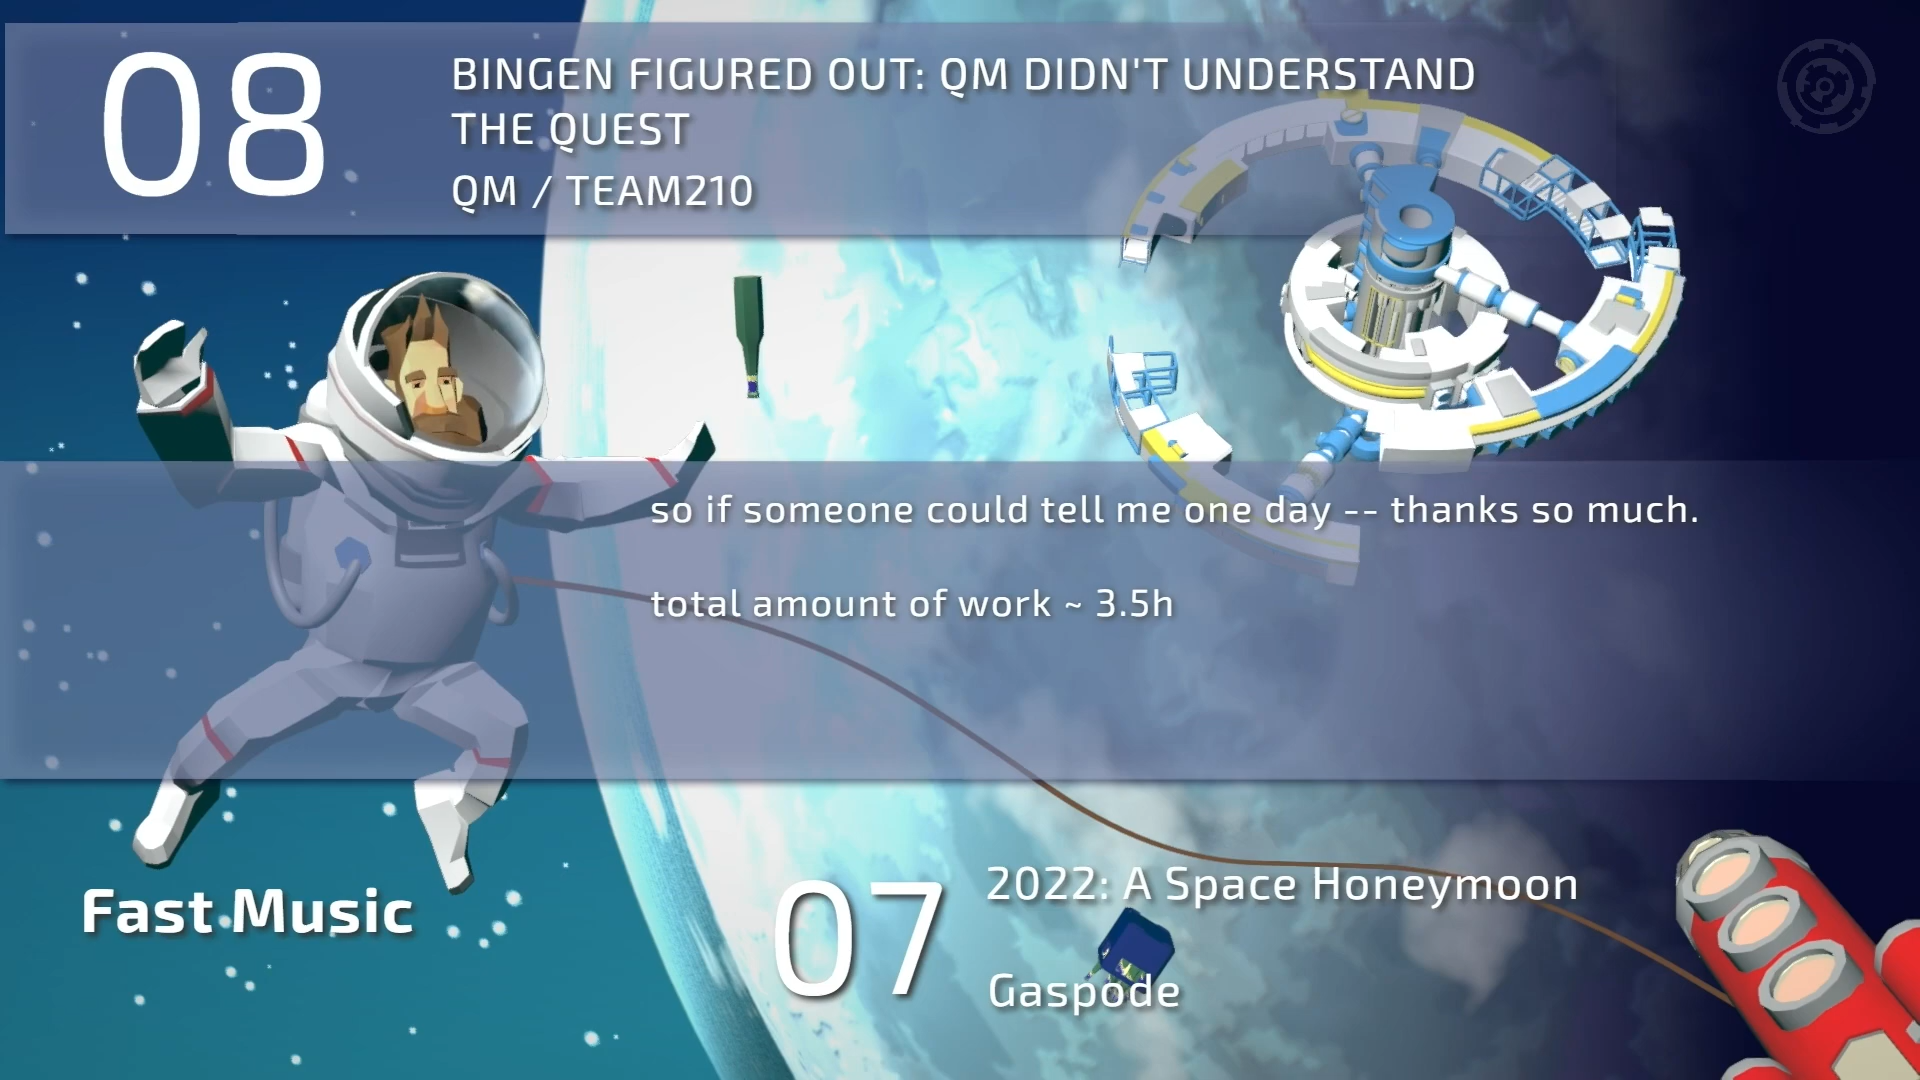 08
BINGEN FIGURED OUT: QM DIDN'T UNDERSTAND
THE QUEST
QM / TEAM210
so if someone could tell me one day -- thanks so much.
total amount of work ~ 3.5h
Fast Music
07
2022: A Space Honeymoon
Gaspode